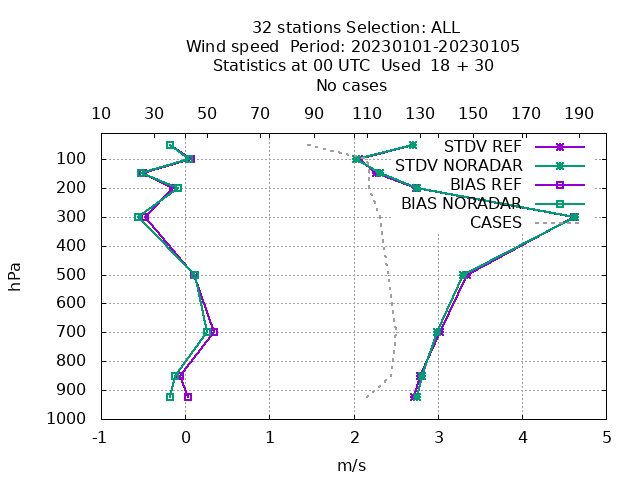 32 stations Selection: ALL
Wind speed  Period: 20230101-20230105
Statistics at 00 UTC  Used  18 + 30
No cases
10 30 50 70 90 110 130 150 170 190
STDV REF
STDV NORADAR
BIAS REF
BIAS NORADAR
CASES
100
200
300
400
500
600
700
800
900
1000
hPa
-1 0 1 2 3 4 5
m/s